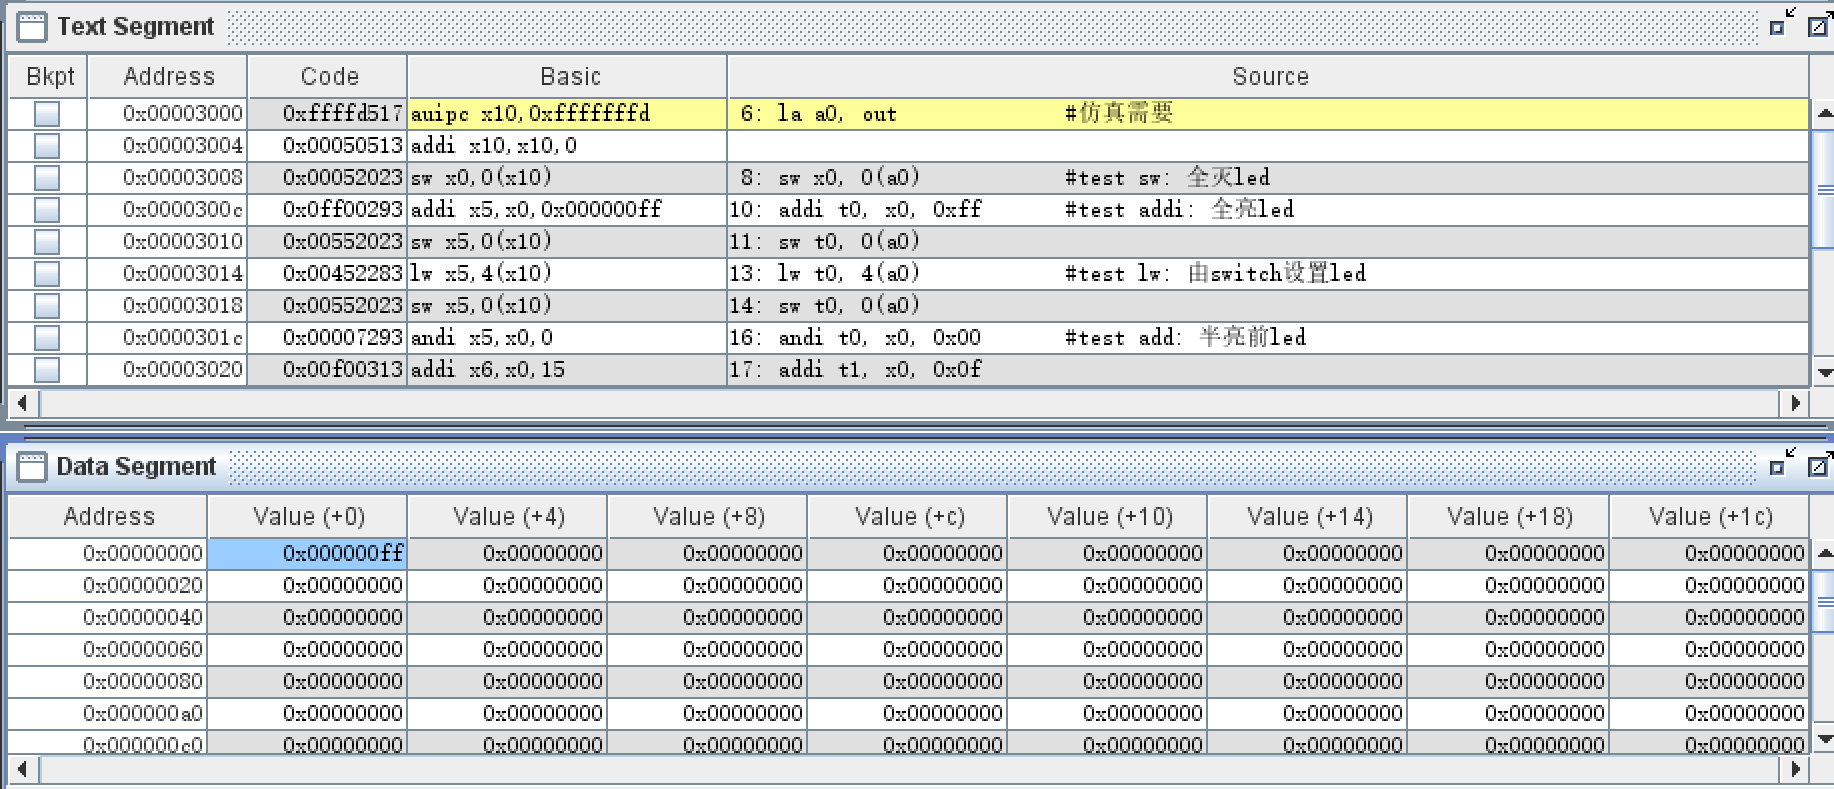 Text Segment
Bkpt Address Code Basic Source
0x00003000 0xffffd517 auipc x10,0xfffffffd 6: la a0, out #仿真需要
0x00003004 0x00050513 addi x10,x10,0
0x00003008 0x00052023 sw x0,0(x10) 8: sw x0, 0(a0) #test sw: 全灭led
0x0000300c 0x0ff00293 addi x5,x0,0x000000ff 10: addi t0, x0, 0xff #test addi: 全亮led
0x00003010 0x00552023 sw x5,0(x10) 11: sw t0, 0(a0)
0x00003014 0x00452283 lw x5,4(x10) 13: lw t0, 4(a0) #test lw: 由switch设置led
0x00003018 0x00552023 sw x5,0(x10) 14: sw t0, 0(a0)
0x0000301c 0x00007293 andi x5,x0,0 16: andi t0, x0, 0x00 #test add: 半亮前led
0x00003020 0x00f00313 addi x6,x0,15 17: addi t1, x0, 0x0f
Data Segment
Address Value (+0) Value (+4) Value (+8) Value (+c) Value (+10) Value (+14) Value (+18) Value (+1c)
0x00000000 0x000000ff 0x00000000 0x00000000 0x00000000 0x00000000 0x00000000 0x00000000 0x00000000
0x00000020 0x00000000 0x00000000 0x00000000 0x00000000 0x00000000 0x00000000 0x00000000 0x00000000
0x00000040 0x00000000 0x00000000 0x00000000 0x00000000 0x00000000 0x00000000 0x00000000 0x00000000
0x00000060 0x00000000 0x00000000 0x00000000 0x00000000 0x00000000 0x00000000 0x00000000 0x00000000
0x00000080 0x00000000 0x00000000 0x00000000 0x00000000 0x00000000 0x00000000 0x00000000 0x00000000
0x000000a0 0x00000000 0x00000000 0x00000000 0x00000000 0x00000000 0x00000000 0x00000000 0x00000000
0x000000c0 0x00000000 0x00000000 0x00000000 0x00000000 0x00000000 0x00000000 0x00000000 0x00000000